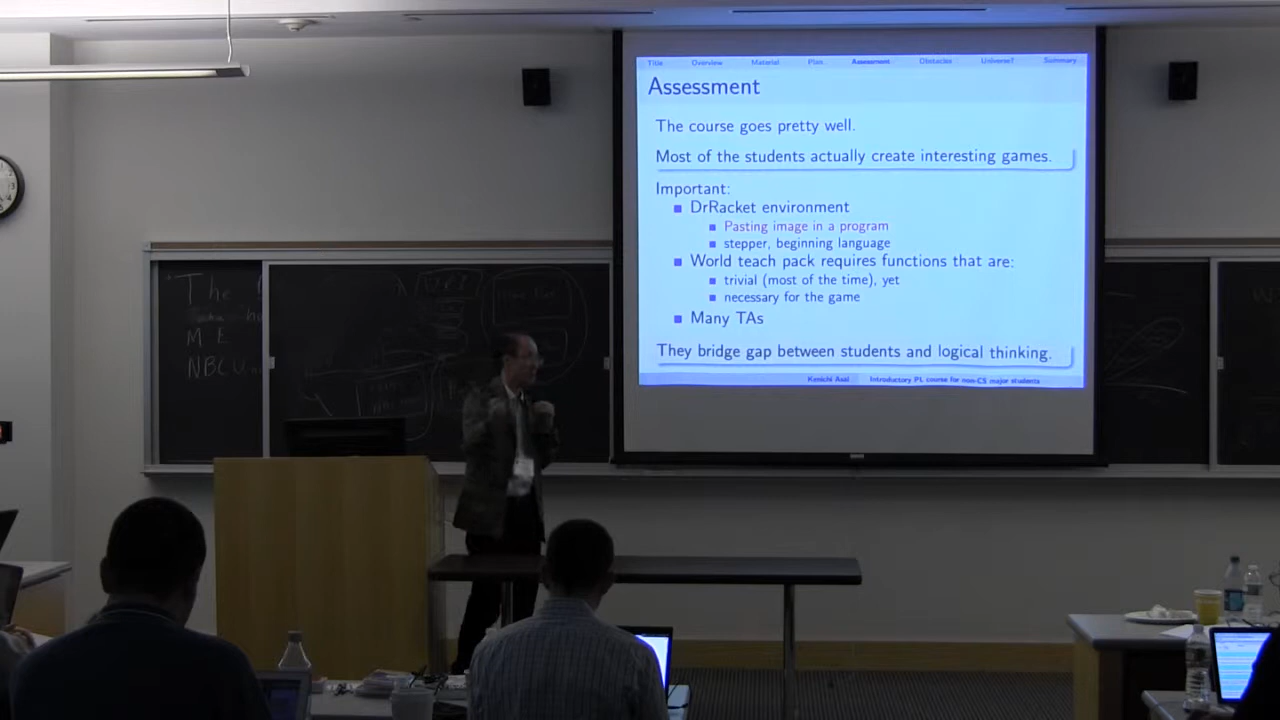 Title Overview Material Plan Assessment Obstacles Universe? Summary
Assessment
The course goes pretty well.
Most of the students actually create interesting games.
Important:
DrRacket environment
Pasting image in a program
stepper, beginning language
World teach pack requires functions that are:
trivial (most of the time), yet
necessary for the game
Many TAs
They bridge gap between students and logical thinking.
Kenichi Asai Introductory PL course for non-CS major students
The
M E
NBCU